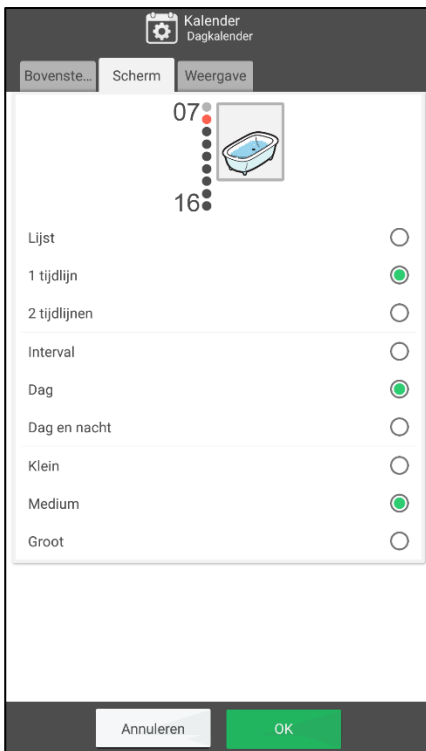 Kalender
Dagkalender
Bovenste... Scherm Weergave
07
16
Lijst
1 tijdlijn
2 tijdlijnen
Interval
Dag
Dag en nacht
Klein
Medium
Groot
Annuleren OK